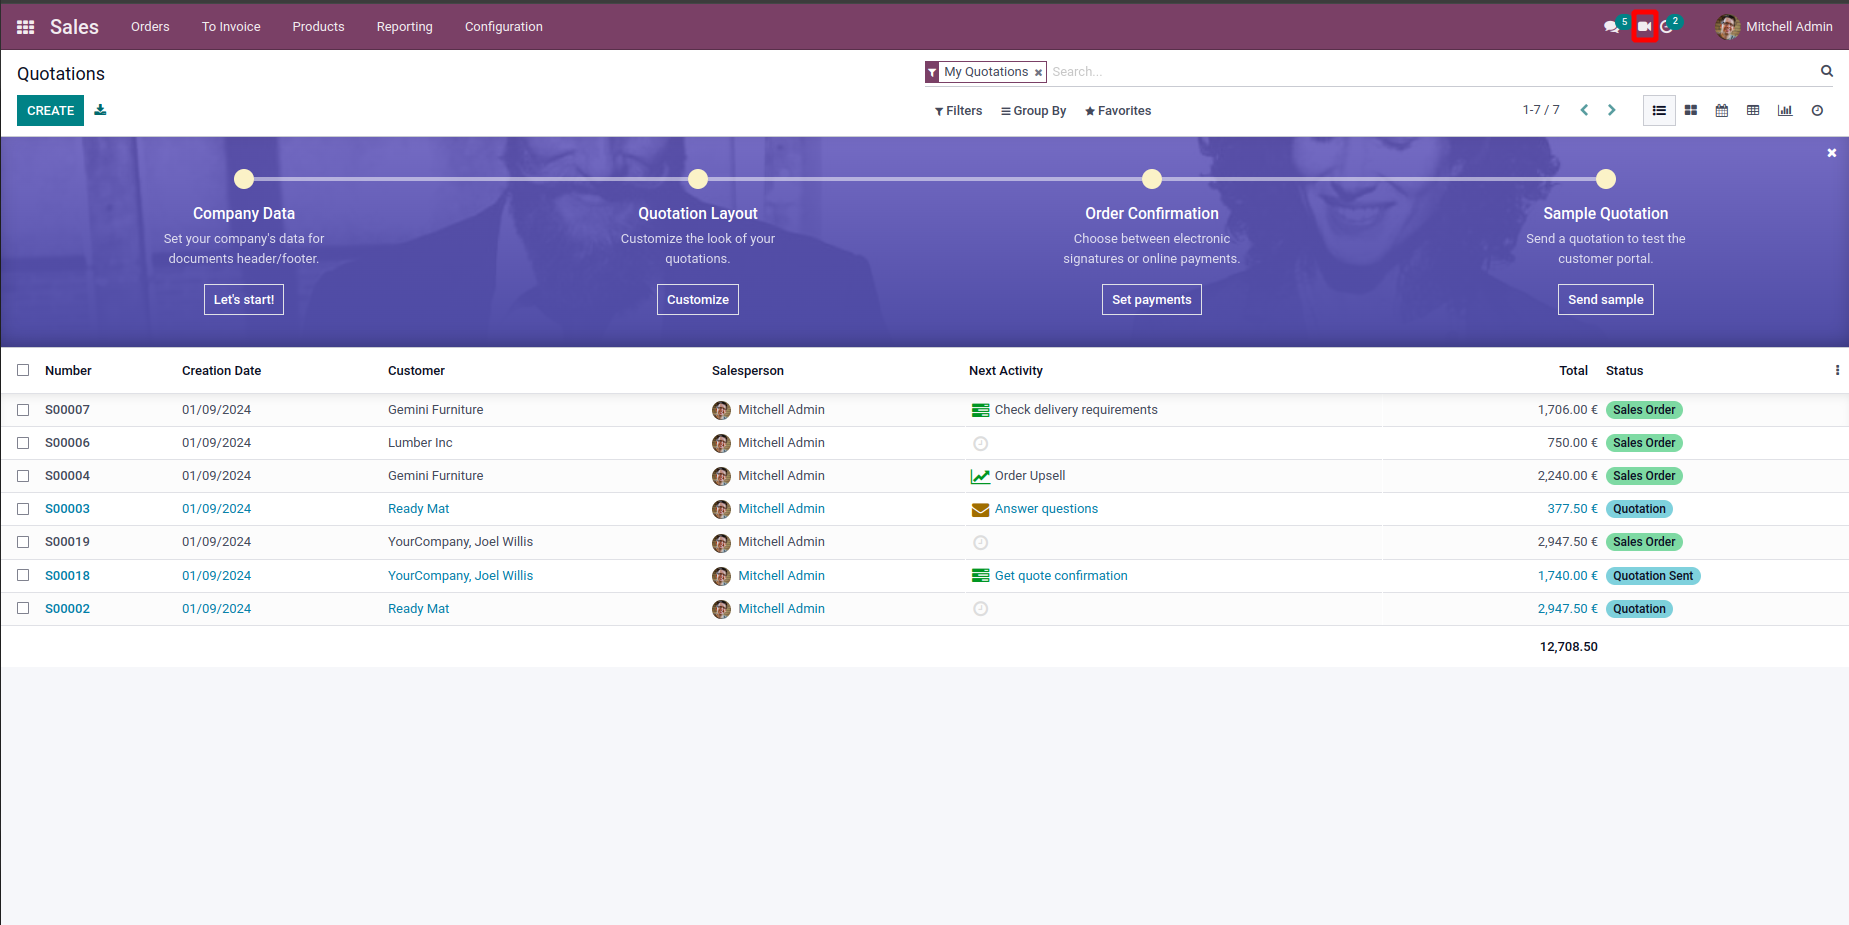 Sales Orders To Invoice Products Reporting Configuration 5 2 Mitchell Admin
Quotations My Quotations × Search...
CREATE Filters Group By Favorites 1-7 / 7
Company Data Quotation Layout Order Confirmation Sample Quotation
Set your company's data for Customize the look of your Choose between electronic Send a quotation to test the
documents header/footer. quotations. signatures or online payments. customer portal.
Let's start! Customize Set payments Send sample
Number Creation Date Customer Salesperson Next Activity Total Status
S00007 01/09/2024 Gemini Furniture Mitchell Admin Check delivery requirements 1,706.00 € Sales Order
S00006 01/09/2024 Lumber Inc Mitchell Admin 750.00 € Sales Order
S00004 01/09/2024 Gemini Furniture Mitchell Admin Order Upsell 2,240.00 € Sales Order
S00003 01/09/2024 Ready Mat Mitchell Admin Answer questions 377.50 € Quotation
S00019 01/09/2024 YourCompany, Joel Willis Mitchell Admin 2,947.50 € Sales Order
S00018 01/09/2024 YourCompany, Joel Willis Mitchell Admin Get quote confirmation 1,740.00 € Quotation Sent
S00002 01/09/2024 Ready Mat Mitchell Admin 2,947.50 € Quotation
12,708.50